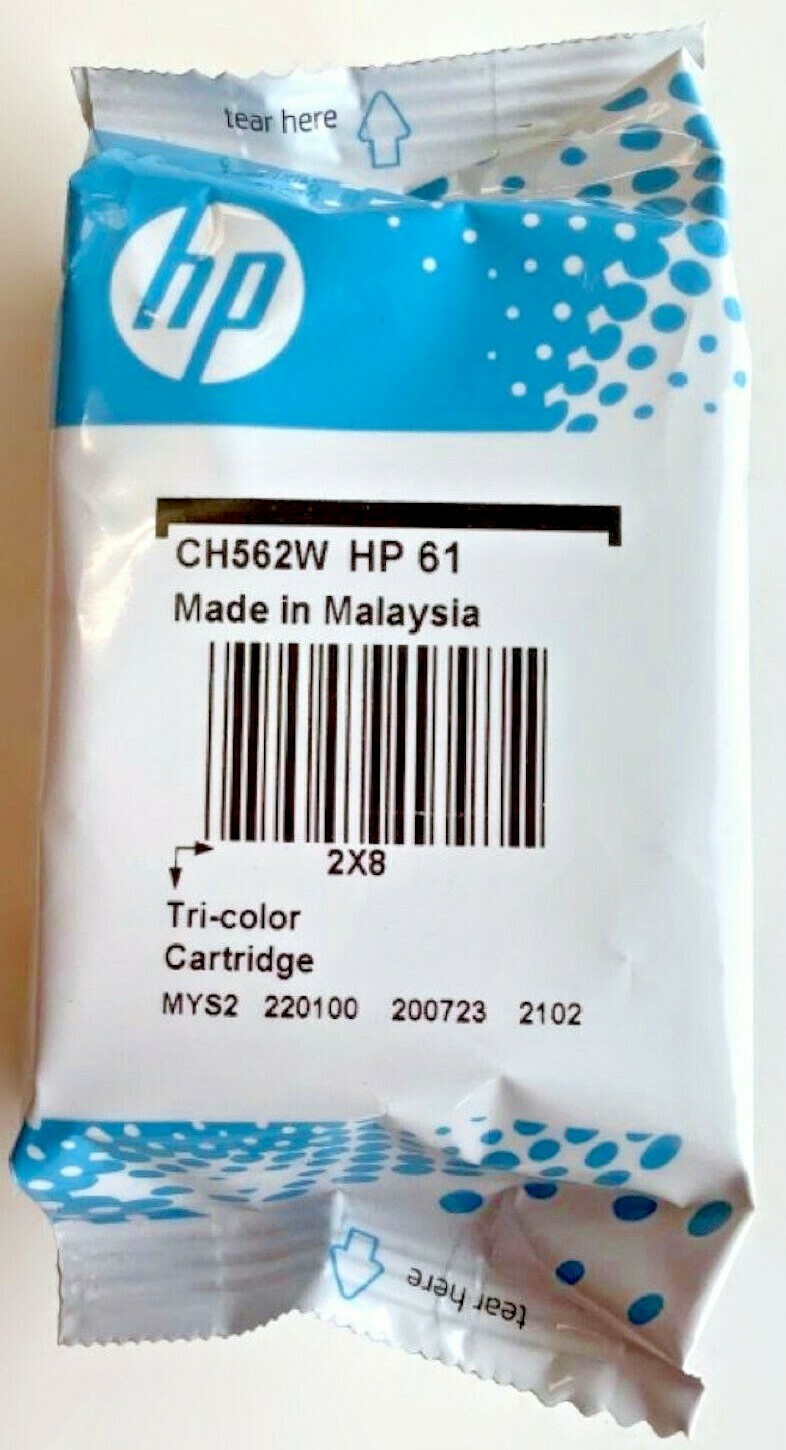 tear here
hp
CH562W HP 61
Made in Malaysia
2X8
Tri-color
Cartridge
MYS2 220100 200723 2102
tear here